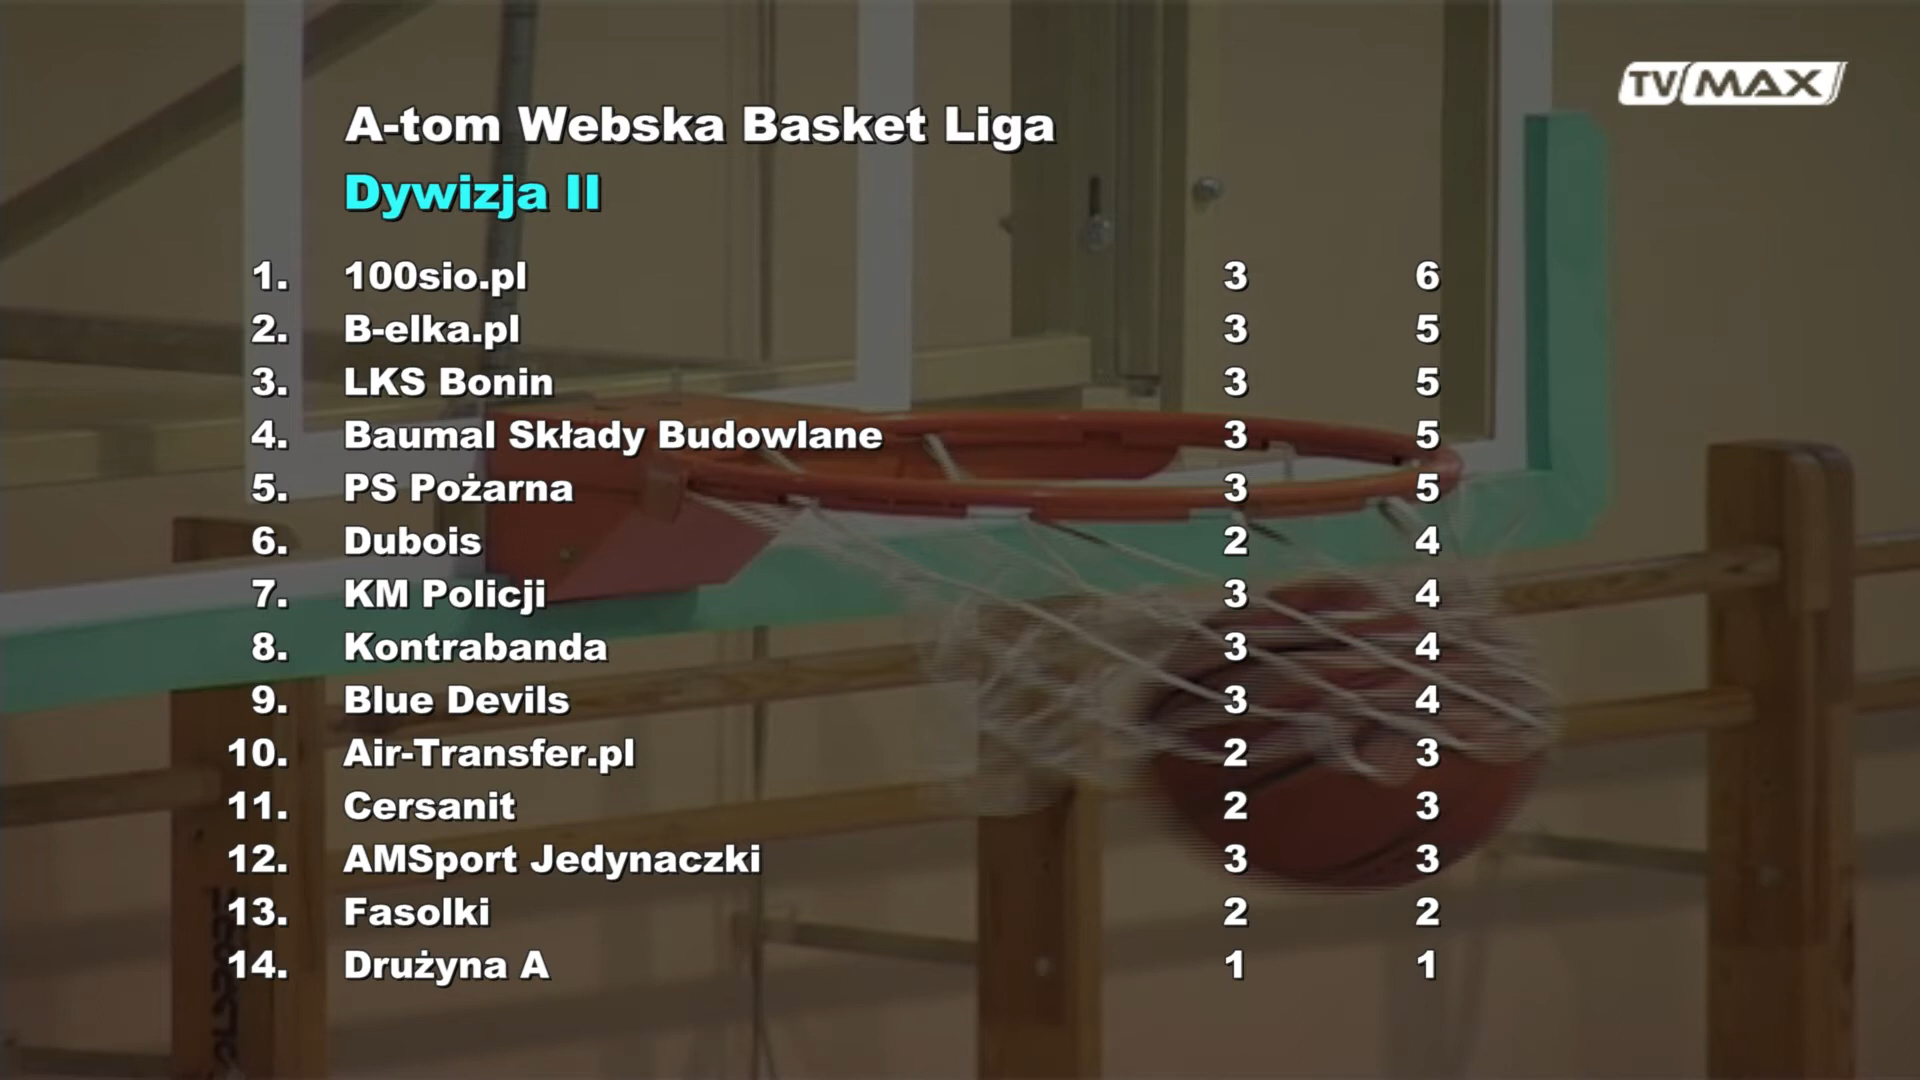 TV MAX
A-tom Webska Basket Liga
Dywizja II
1. 100sio.pl 3 6
2. B-elka.pl 3 5
3. LKS Bonin 3 5
4. Baumal Składy Budowlane 3 5
5. PS Pożarna 3 5
6. Dubois 2 4
7. KM Policji 3 4
8. Kontrabanda 3 4
9. Blue Devils 3 4
10. Air-Transfer.pl 2 3
11. Cersanit 2 3
12. AMSport Jedynaczki 3 3
13. Fasolki 2 2
14. Drużyna A 1 1